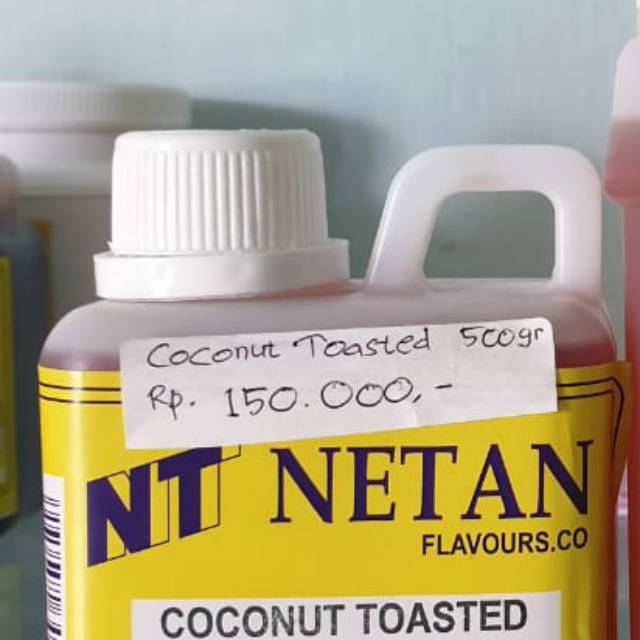 Coconut Toasted 500gr
Rp. 150.000,-
NT NETAN
FLAVOURS.CO
COCONUT TOASTED